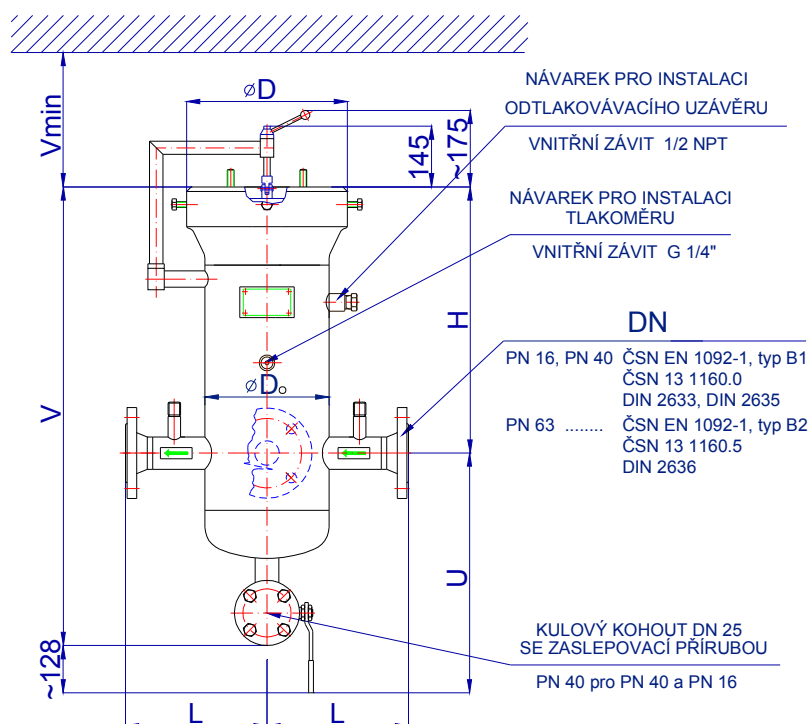 Vmin
øD
145
~175
NÁVAREK PRO INSTALACI
ODTLAKOVÁVACÍHO UZÁVĚRU
VNITŘNÍ ZÁVIT 1/2 NPT
NÁVAREK PRO INSTALACI
TLAKOMĚRU
VNITŘNÍ ZÁVIT G 1/4"
H
DN
PN 16, PN 40 ČSN EN 1092-1, typ B1
ČSN 13 1160.0
DIN 2633, DIN 2635
PN 63 ........ ČSN EN 1092-1, typ B2
ČSN 13 1160.5
DIN 2636
V
øDo
U
KULOVÝ KOHOUT DN 25
SE ZASLEPOVACÍ PŘÍRUBOU
PN 40 pro PN 40 a PN 16
~128
L
L